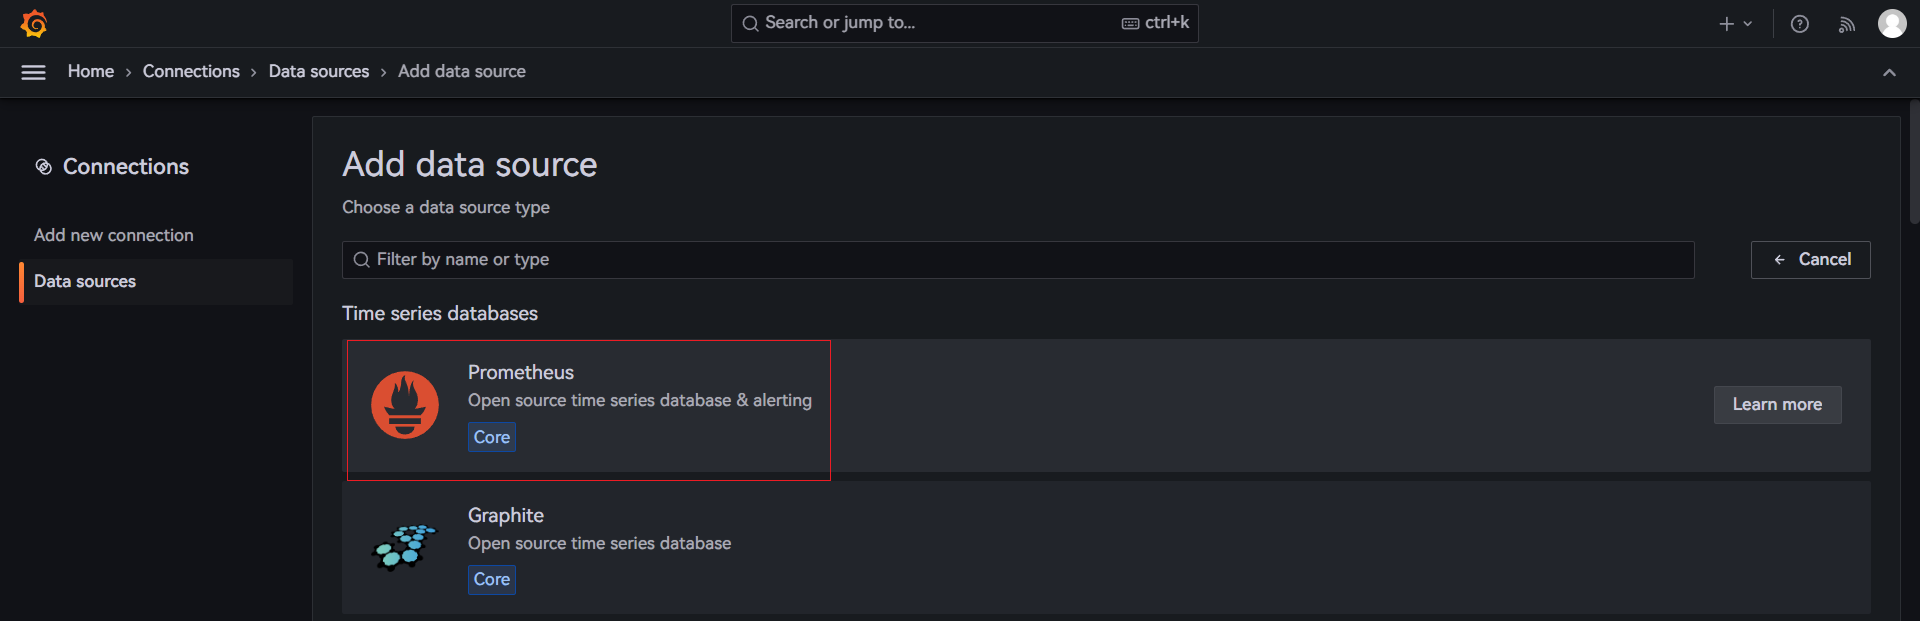 Search or jump to...
ctrl+k
Home › Connections › Data sources › Add data source
Connections
Add new connection
Data sources
Add data source
Choose a data source type
Filter by name or type
Cancel
Time series databases
Prometheus
Open source time series database & alerting
Core
Learn more
Graphite
Open source time series database
Core